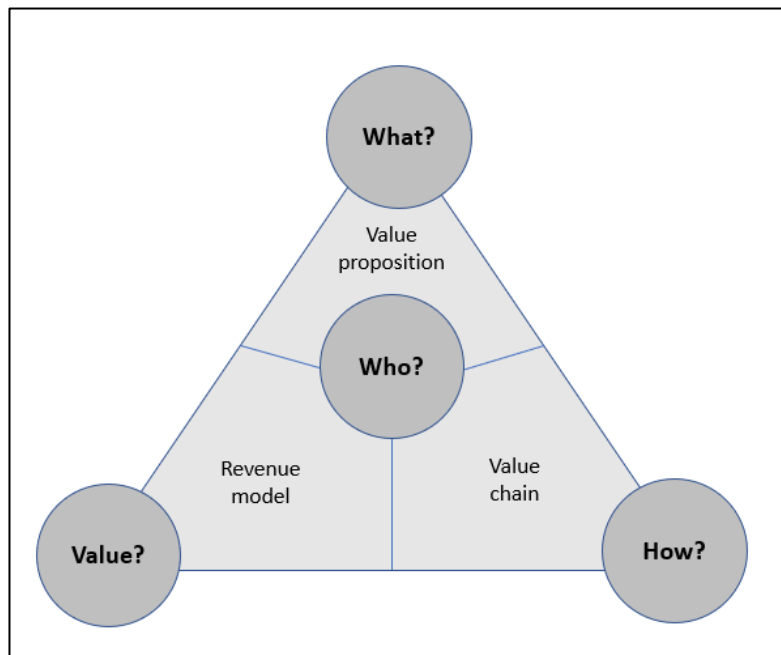 What?
Value
proposition
Who?
Revenue
model
Value
chain
Value?
How?